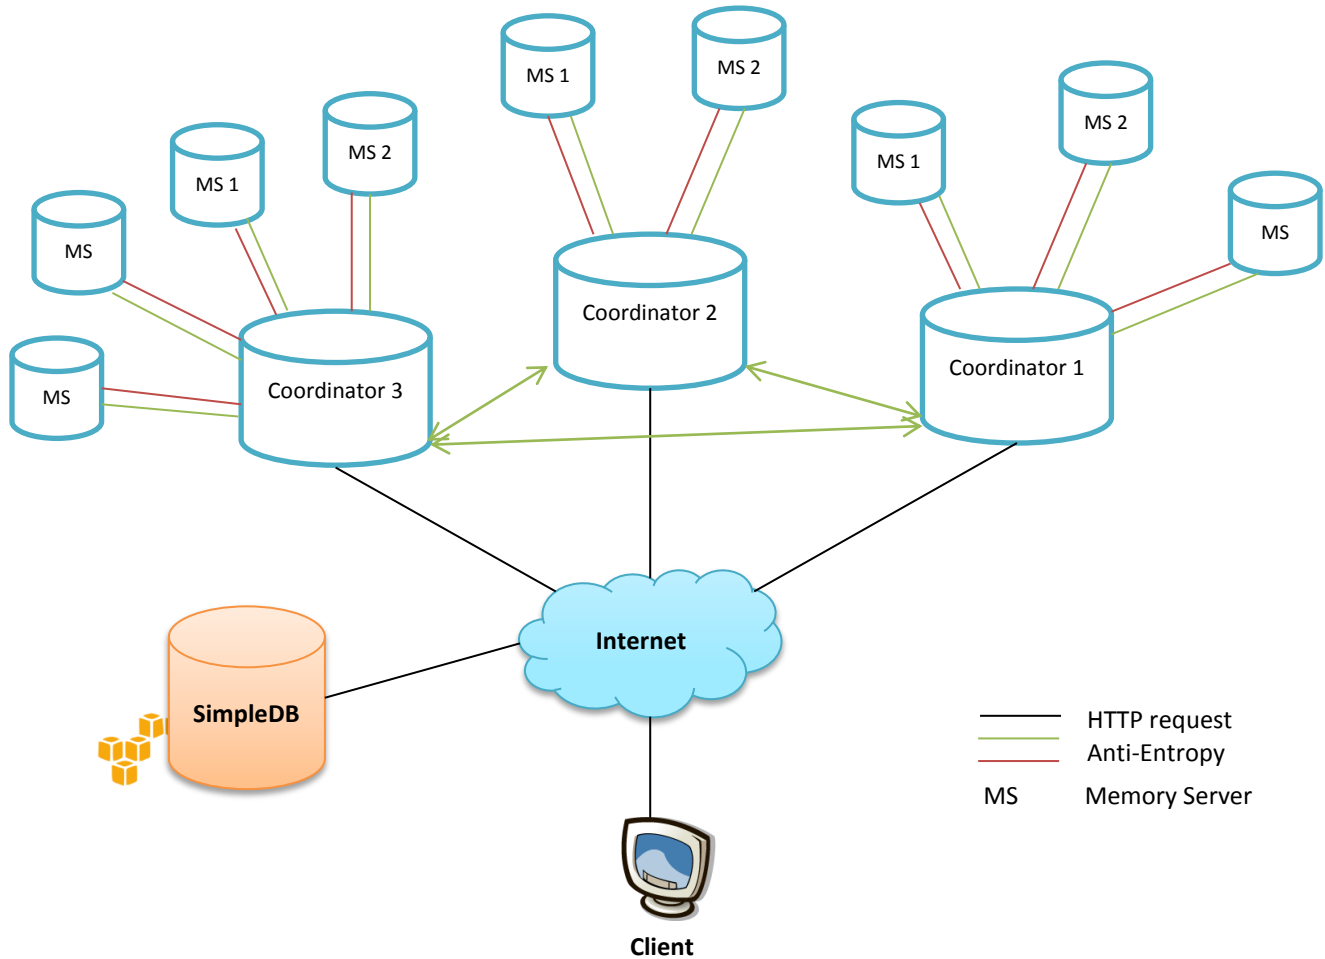 MS 1
MS 2
MS 2
MS 1
MS 2
MS 1
MS
MS
MS
Coordinator 2
Coordinator 1
Coordinator 3
MS
Internet
SimpleDB
HTTP request
Anti-Entropy
MS Memory Server
Client